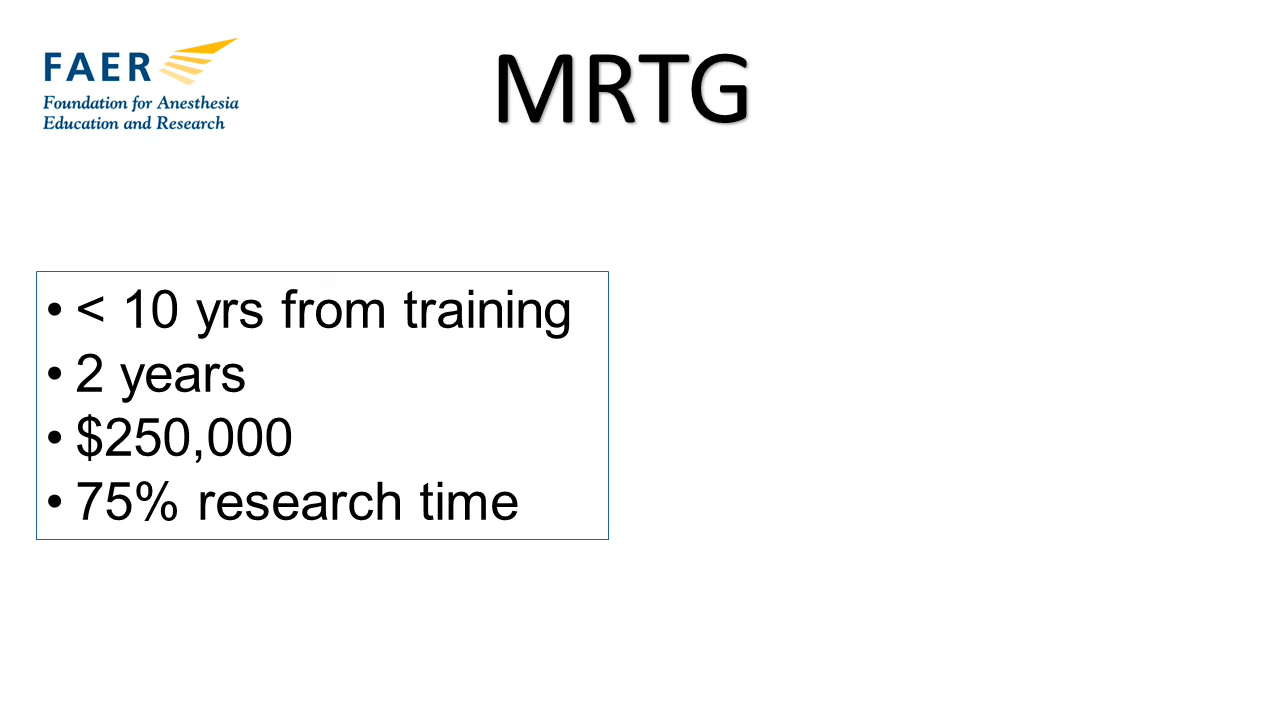 FAER
Foundation for Anesthesia
Education and Research
MRTG
• < 10 yrs from training
• 2 years
• $250,000
• 75% research time